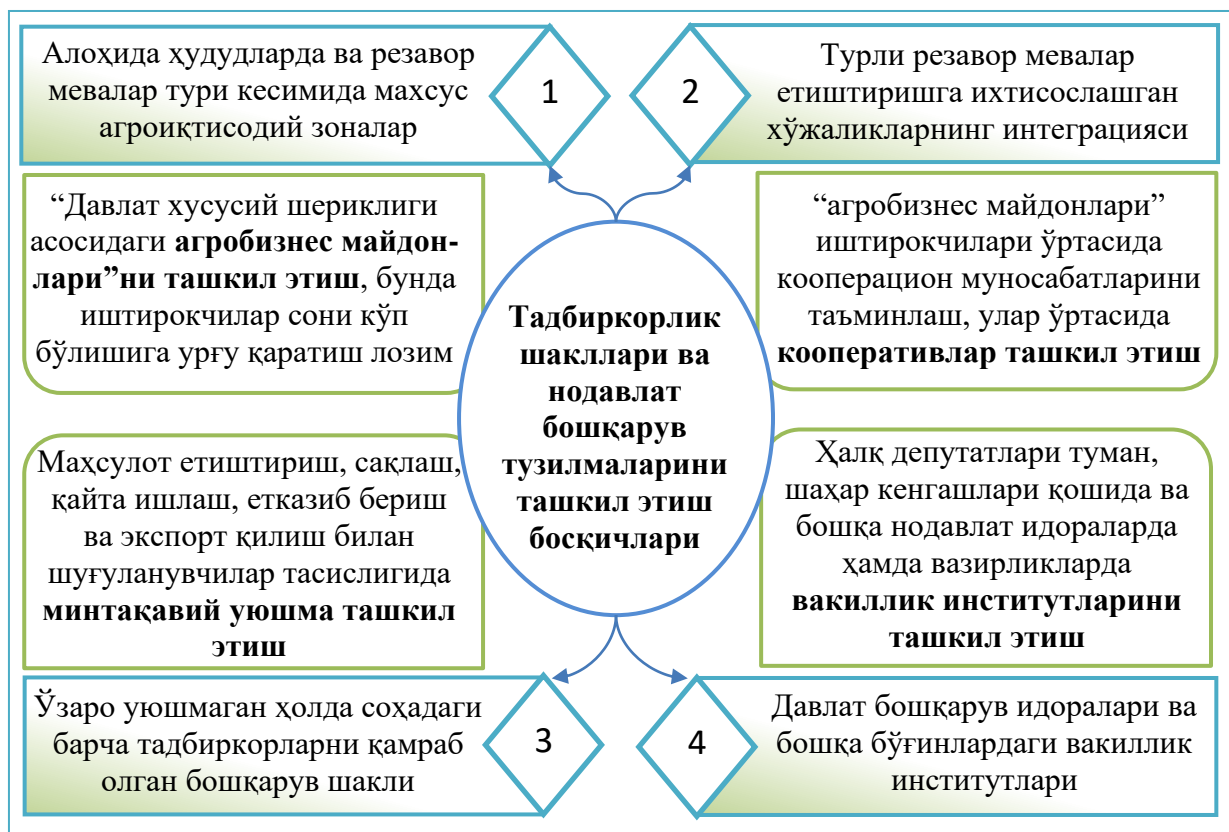 Алоҳида ҳудудларда ва резавор
мевалар тури кесимида махсус
агроиқтисодий зоналар
1
2
Турли резавор мевалар
етиштиришга ихтисослашган
хўжаликларнинг интеграцияси
“Давлат хусусий шериклиги
асосидаги агробизнес майдон-
лари”ни ташкил этиш, бунда
иштирокчилар сони кўп
бўлишига урғу қаратиш лозим
“агробизнес майдонлари”
иштирокчилари ўртасида
кооперацион муносабатларини
таъминлаш, улар ўртасида
кооперативлар ташкил этиш
Тадбиркорлик
шакллари ва
нодавлат
бошқарув
тузилмаларини
ташкил этиш
босқичлари
Маҳсулот етиштириш, сақлаш,
қайта ишлаш, етказиб бериш
ва экспорт қилиш билан
шуғуланувчилар тасислигида
минтақавий уюшма ташкил
этиш
Ҳалқ депутатлари туман,
шаҳар кенгашлари қошида ва
бошқа нодавлат идораларда
ҳамда вазирликларда
вакиллик институтларини
ташкил этиш
Ўзаро уюшмаган ҳолда соҳадаги
барча тадбиркорларни қамраб
олган бошқарув шакли
3
4
Давлат бошқарув идоралари ва
бошқа бўғинлардаги вакиллик
институтлари